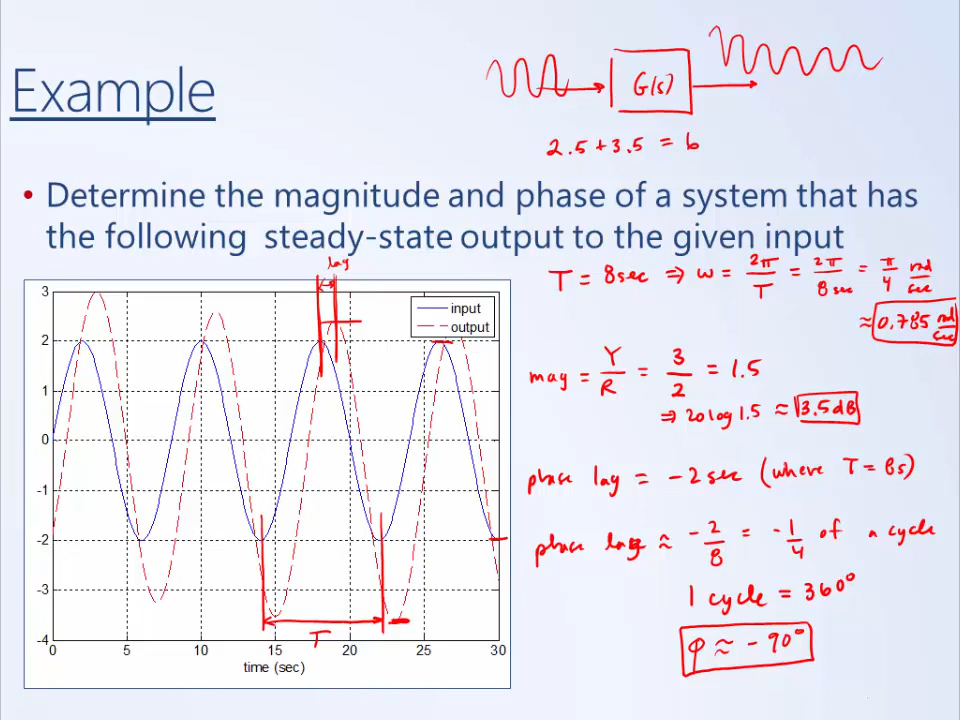 G(s)
Example
2.5 + 3.5 = 6
• Determine the magnitude and phase of a system that has
the following steady-state output to the given input
lag
T = 8sec ⇒ ω = 2π/T = 2π/8sec = π/4 rad/sec
≈ 0.785 rad/sec
mag = Y/R = 3/2 = 1.5
⇒ 20log 1.5 ≈ 3.5dB
phase lag = -2sec (where T = 8s)
phase lag ≈ -2/8 = -1/4 of a cycle
1 cycle = 360°
φ ≈ -90°
input
output
3
2
1
0
-1
-2
-3
-4
T
0 5 10 15 20 25 30
time (sec)